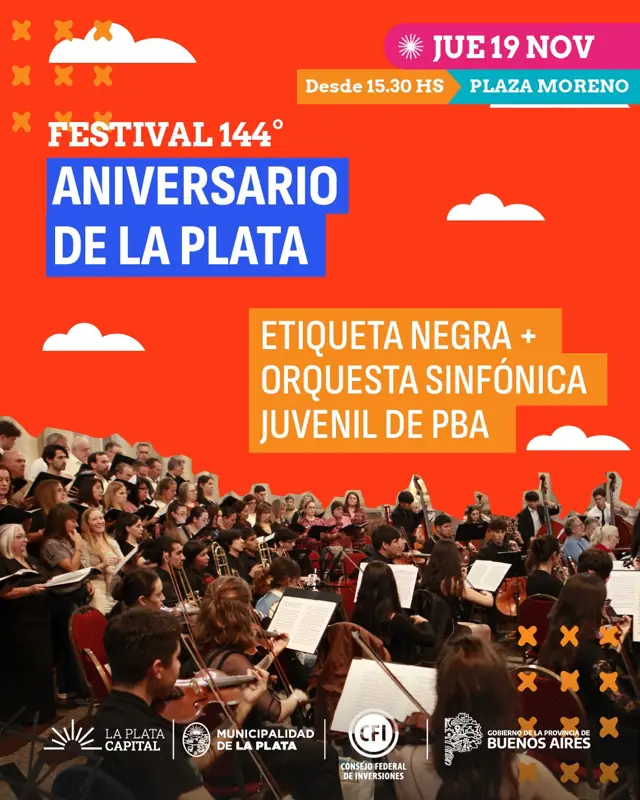 JUE 19 NOV
Desde 15.30 HS
PLAZA MORENO
FESTIVAL 144°
ANIVERSARIO
DE LA PLATA
ETIQUETA NEGRA +
ORQUESTA SINFÓNICA
JUVENIL DE PBA
LA PLATA
CAPITAL
MUNICIPALIDAD
DE LA PLATA
CFI
CONSEJO FEDERAL
DE INVERSIONES
GOBIERNO DE LA PROVINCIA DE
BUENOS AIRES